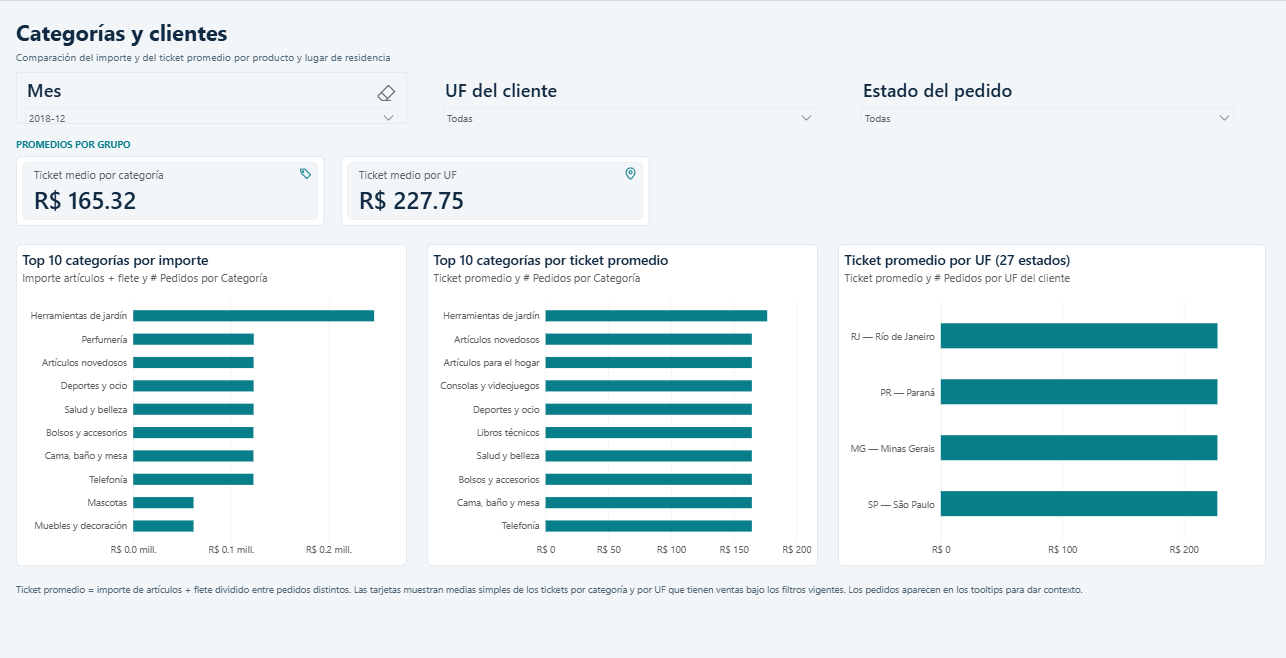 Categorías y clientes
Comparación del importe y del ticket promedio por producto y lugar de residencia
Mes
2018-12
UF del cliente
Todas
Estado del pedido
Todas
PROMEDIOS POR GRUPO
Ticket medio por categoría
R$ 165.32
Ticket medio por UF
R$ 227.75
Top 10 categorías por importe
Importe artículos + flete y # Pedidos por Categoría
Herramientas de jardín
Perfumería
Artículos novedosos
Deportes y ocio
Salud y belleza
Bolsos y accesorios
Cama, baño y mesa
Telefonía
Mascotas
Muebles y decoración
R$ 0.0 mill. R$ 0.1 mill. R$ 0.2 mill.
Top 10 categorías por ticket promedio
Ticket promedio y # Pedidos por Categoría
Herramientas de jardín
Artículos novedosos
Artículos para el hogar
Consolas y videojuegos
Deportes y ocio
Libros técnicos
Salud y belleza
Bolsos y accesorios
Cama, baño y mesa
Telefonía
R$ 0 R$ 50 R$ 100 R$ 150 R$ 200
Ticket promedio por UF (27 estados)
Ticket promedio y # Pedidos por UF del cliente
RJ — Río de Janeiro
PR — Paraná
MG — Minas Gerais
SP — São Paulo
R$ 0 R$ 100 R$ 200
Ticket promedio = importe de artículos + flete dividido entre pedidos distintos. Las tarjetas muestran medias simples de los tickets por categoría y por UF que tienen ventas bajo los filtros vigentes. Los pedidos aparecen en los tooltips para dar contexto.